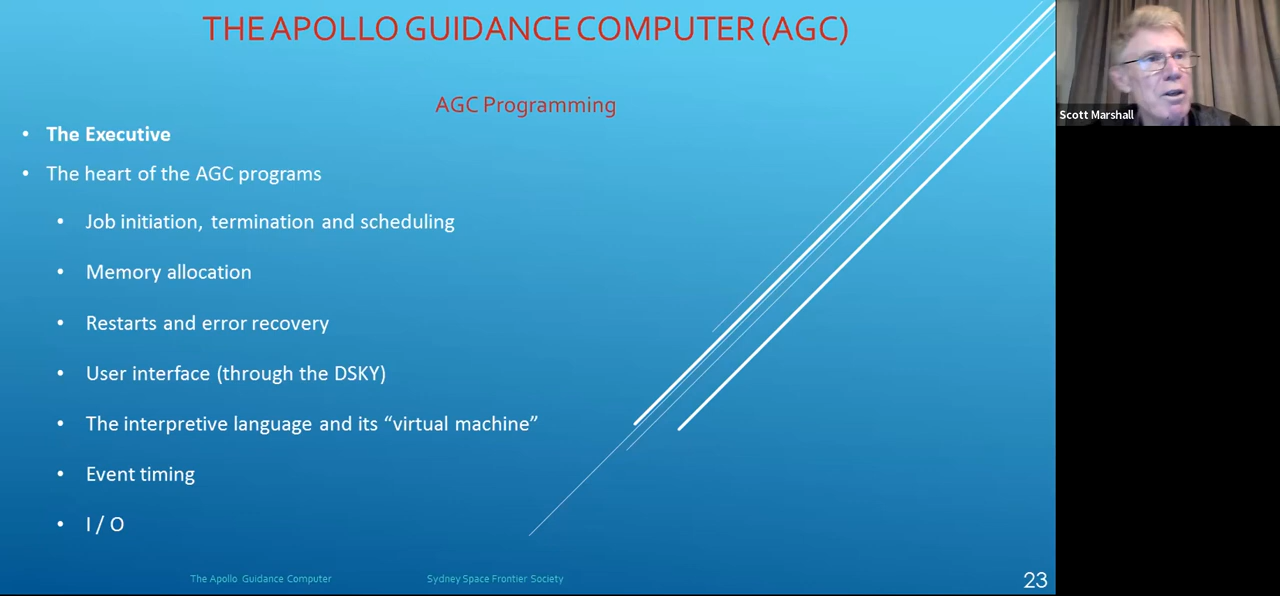 THE APOLLO GUIDANCE COMPUTER (AGC)
Scott Marshall
AGC Programming
• The Executive
• The heart of the AGC programs
• Job initiation, termination and scheduling
• Memory allocation
• Restarts and error recovery
• User interface (through the DSKY)
• The interpretive language and its “virtual machine”
• Event timing
• I / O
The Apollo Guidance Computer
Sydney Space Frontier Society
23